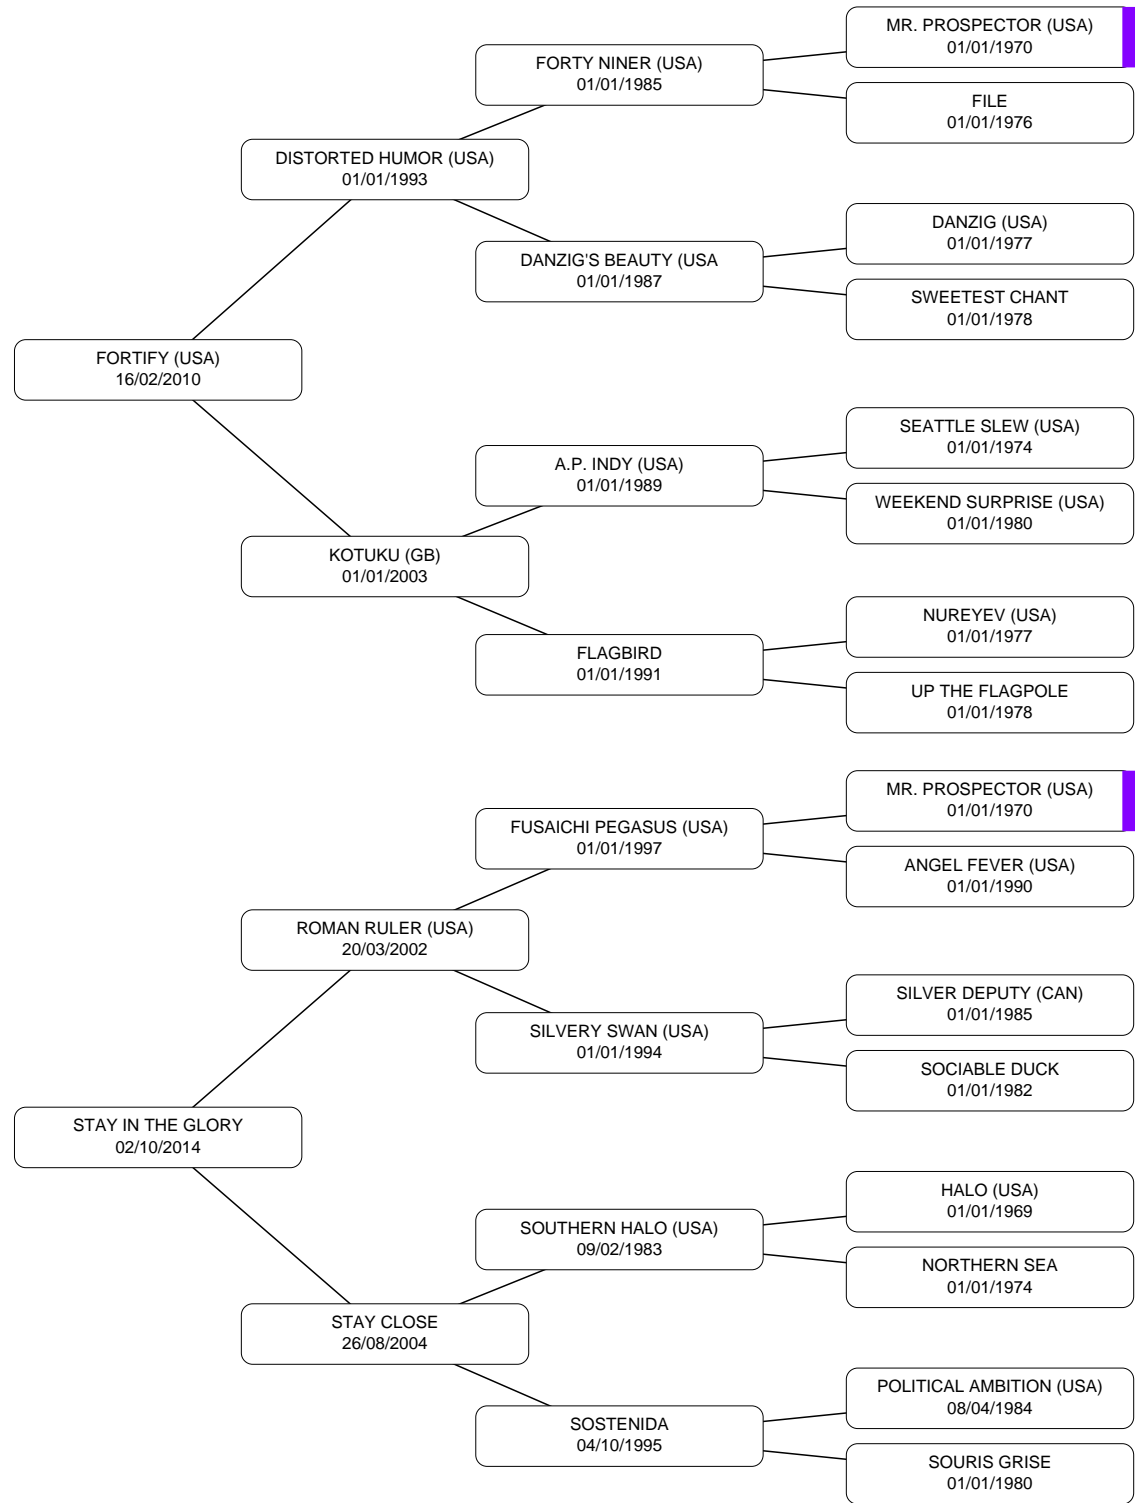 MR. PROSPECTOR (USA)
01/01/1970
FORTY NINER (USA)
01/01/1985
FILE
01/01/1976
DISTORTED HUMOR (USA)
01/01/1993
DANZIG (USA)
01/01/1977
DANZIG'S BEAUTY (USA
01/01/1987
SWEETEST CHANT
01/01/1978
FORTIFY (USA)
16/02/2010
SEATTLE SLEW (USA)
01/01/1974
A.P. INDY (USA)
01/01/1989
WEEKEND SURPRISE (USA)
01/01/1980
KOTUKU (GB)
01/01/2003
NUREYEV (USA)
01/01/1977
FLAGBIRD
01/01/1991
UP THE FLAGPOLE
01/01/1978
MR. PROSPECTOR (USA)
01/01/1970
FUSAICHI PEGASUS (USA)
01/01/1997
ANGEL FEVER (USA)
01/01/1990
ROMAN RULER (USA)
20/03/2002
SILVER DEPUTY (CAN)
01/01/1985
SILVERY SWAN (USA)
01/01/1994
SOCIABLE DUCK
01/01/1982
STAY IN THE GLORY
02/10/2014
HALO (USA)
01/01/1969
SOUTHERN HALO (USA)
09/02/1983
NORTHERN SEA
01/01/1974
STAY CLOSE
26/08/2004
POLITICAL AMBITION (USA)
08/04/1984
SOSTENIDA
04/10/1995
SOURIS GRISE
01/01/1980